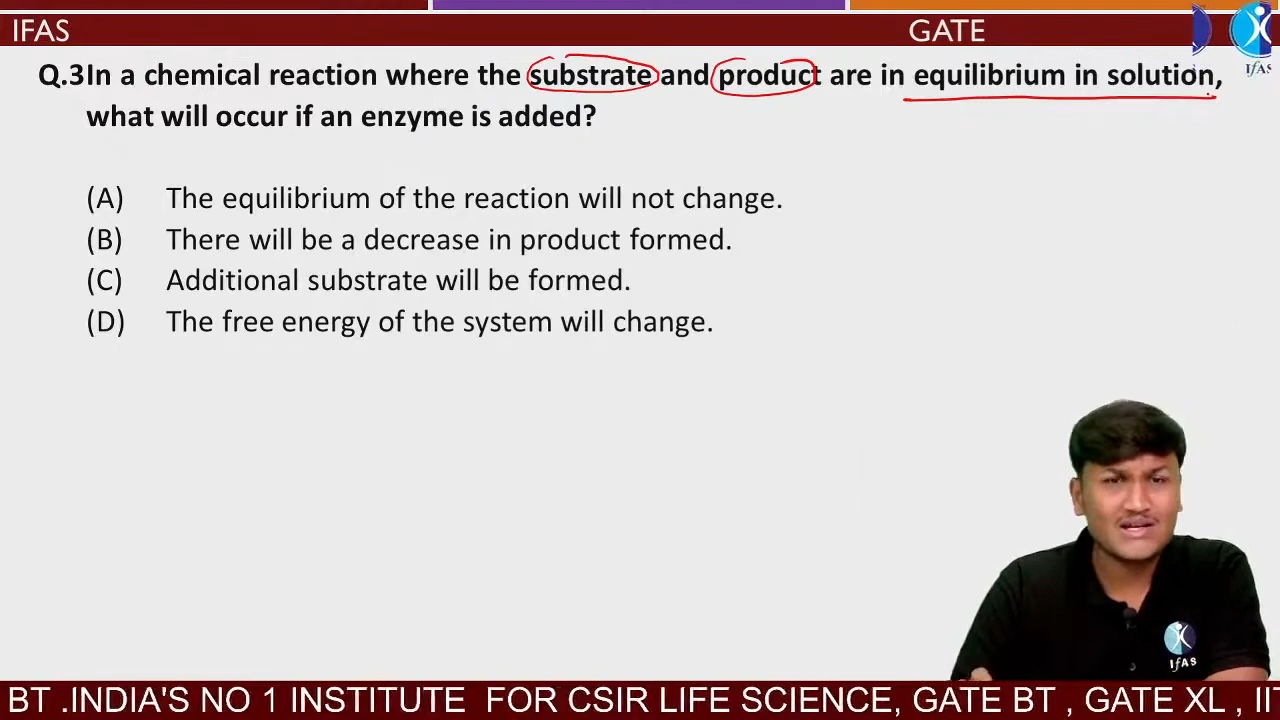 IFAS
GATE
IfAS
Q.3In a chemical reaction where the substrate and product are in equilibrium in solution,
what will occur if an enzyme is added?
(A) The equilibrium of the reaction will not change.
(B) There will be a decrease in product formed.
(C) Additional substrate will be formed.
(D) The free energy of the system will change.
IfAS
BT .INDIA'S NO 1 INSTITUTE FOR CSIR LIFE SCIENCE, GATE BT , GATE XL , II